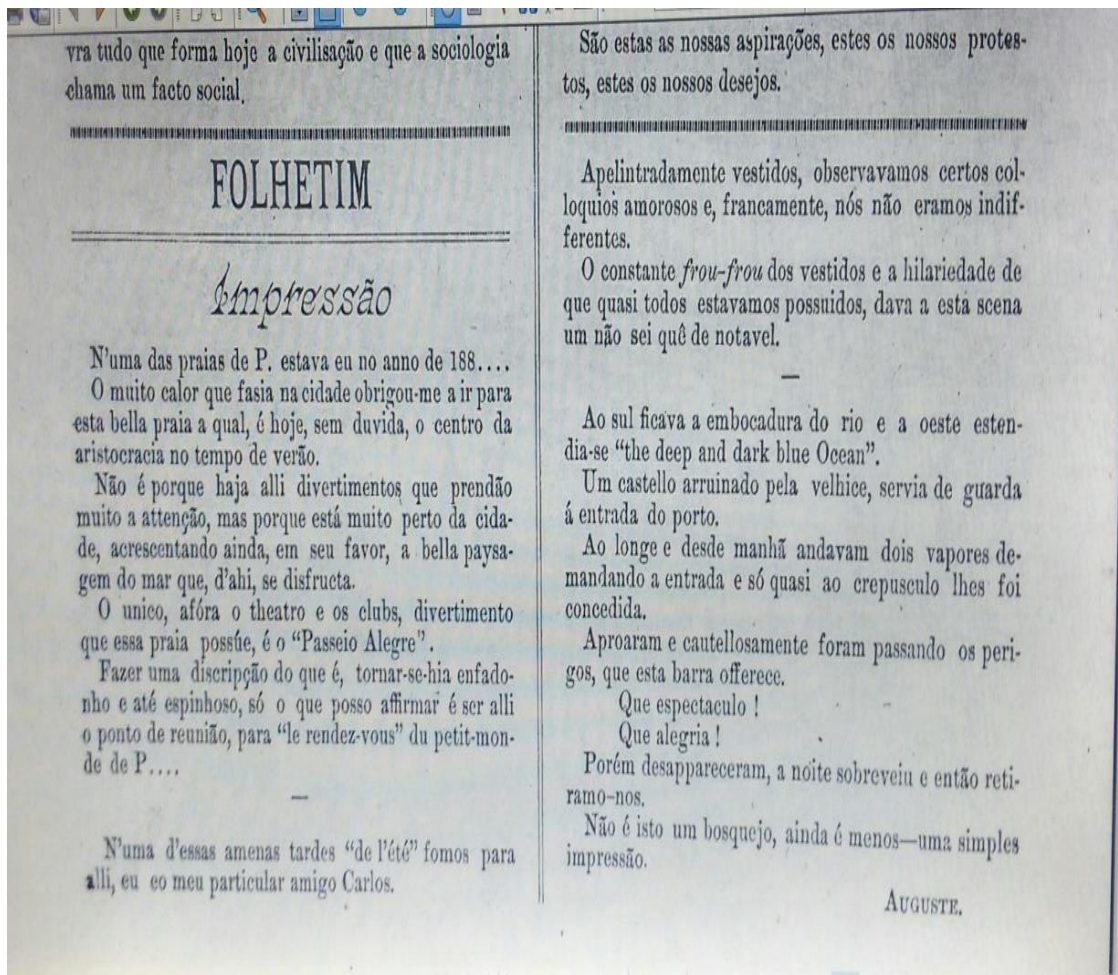 vra tudo que forma hoje a civilisação e que a sociologia
chama um facto social.
FOLHETIM
Impressão
N'uma das praias de P. estava eu no anno de 188....
O muito calor que fasia na cidade obrigou-me a ir para
esta bella praia a qual, é hoje, sem duvida, o centro da
aristocracia no tempo de verão.
Não é porque haja alli divertimentos que prendão
muito a attenção, mas porque está muito perto da cida-
de, acrescentando ainda, em seu favor, a bella paysa-
gem do mar que, d'ahi, se disfructa.
O unico, afóra o theatro e os clubs, divertimento
que essa praia possúe, é o “Passeio Alegre”.
Fazer uma discripção do que é, tornar-se-hia enfado-
nho e até espinhoso, só o que posso affirmar é ser alli
o ponto de reunião, para “le rendez-vous” du petit-mon-
de de P....
—
N'uma d'essas amenas tardes “de l'été” fomos para
alli, eu eo meu particular amigo Carlos.
São estas as nossas aspirações, estes os nossos protes-
tos, estes os nossos desejos.
Apelintradamente vestidos, observavamos certos col-
loquios amorosos e, francamente, nós não eramos indif-
ferentes.
O constante frou-frou dos vestidos e a hilariedade de
que quasi todos estavamos possuidos, dava a está scena
um não sei quê de notavel.
—
Ao sul ficava a embocadura do rio e a oeste esten-
dia-se “the deep and dark blue Ocean”.
Um castello arruinado pela velhice, servia de guarda
á entrada do porto.
Ao longe e desde manhã andavam dois vapores de-
mandando a entrada e só quasi ao crepusculo lhes foi
concedida.
Aproaram e cautellosamente foram passando os peri-
gos, que esta barra offerece.
Que espectaculo !
Que alegria !
Porém desappareceram, a noite sobreveiu e então reti-
ramo-nos.
Não é isto um bosquejo, ainda é menos—uma simples
impressão.
AUGUSTE.